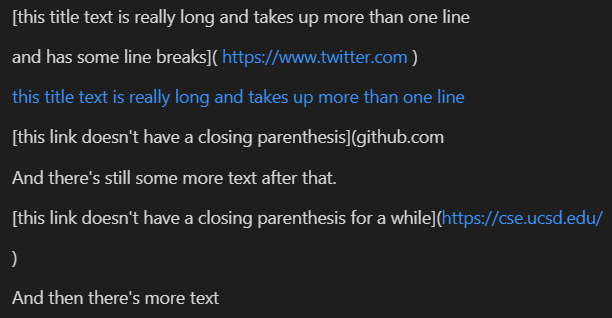 [this title text is really long and takes up more than one line
and has some line breaks]( https://www.twitter.com )
this title text is really long and takes up more than one line
[this link doesn't have a closing parenthesis](github.com
And there's still some more text after that.
[this link doesn't have a closing parenthesis for a while](https://cse.ucsd.edu/
)
And then there's more text